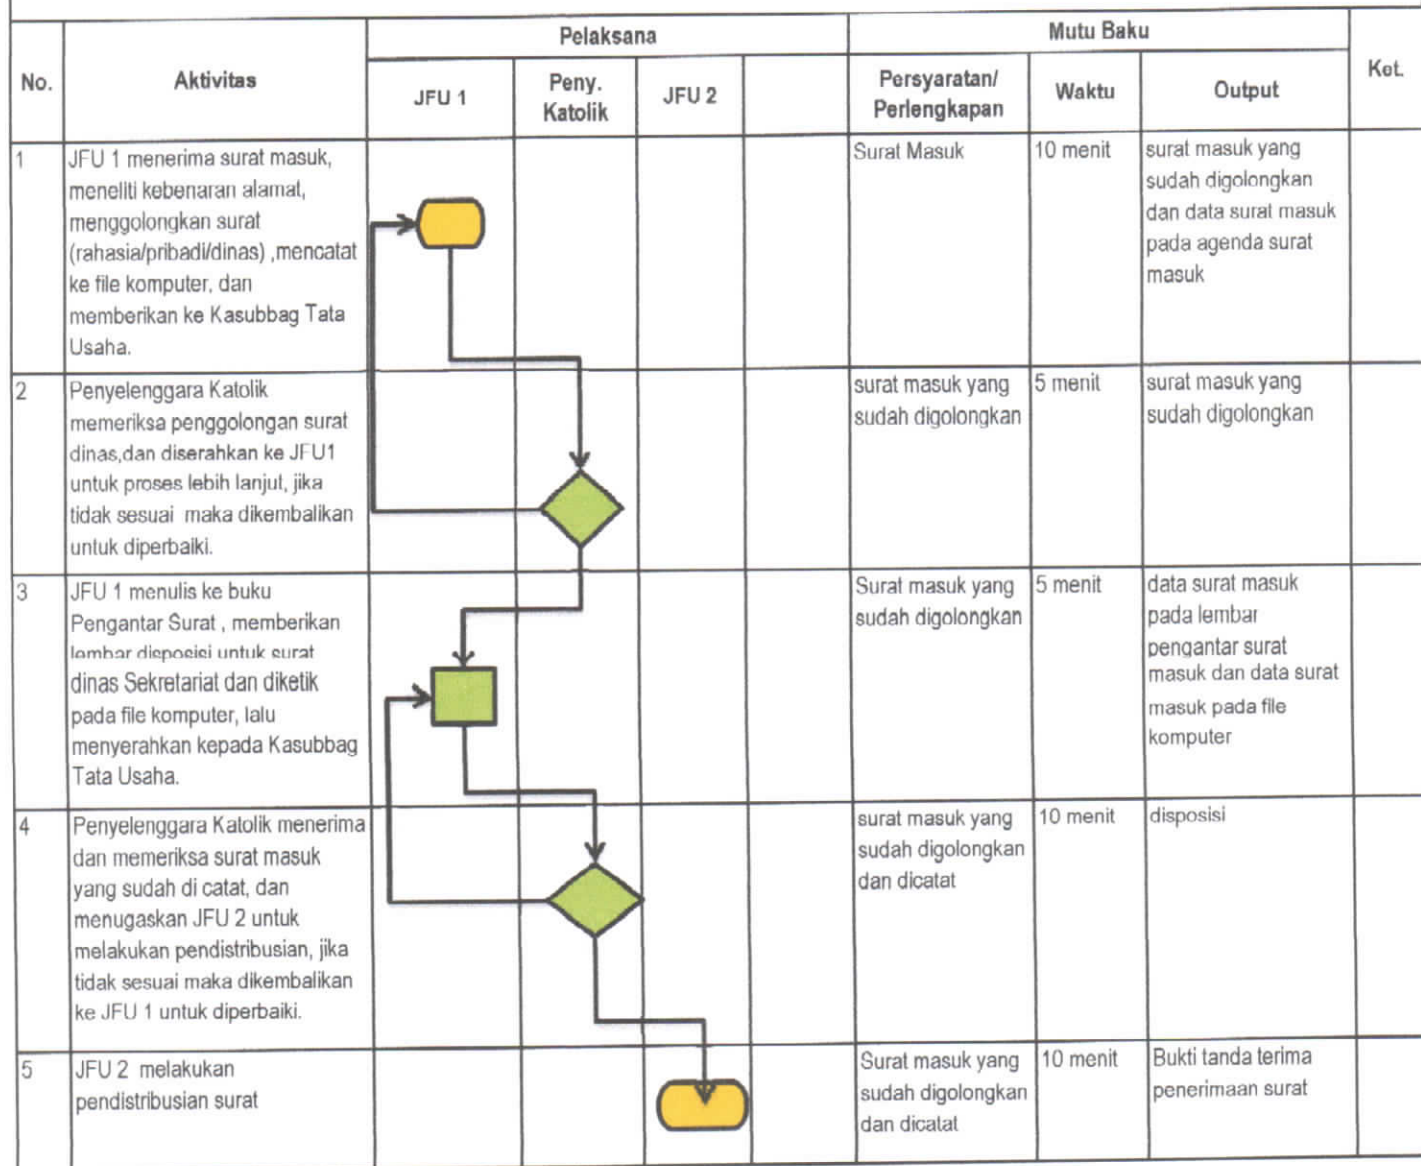 Pelaksana
Mutu Baku
No.
Aktivitas
JFU 1
Peny.
Katolik
JFU 2
Persyaratan/
Perlengkapan
Waktu
Output
Ket.
1
JFU 1 menerima surat masuk,
meneliti kebenaran alamat,
menggolongkan surat
(rahasia/pribadi/dinas) ,mencatat
ke file komputer, dan
memberikan ke Kasubbag Tata
Usaha.
Surat Masuk
10 menit
surat masuk yang
sudah digolongkan
dan data surat masuk
pada agenda surat
masuk
2
Penyelenggara Katolik
memeriksa penggolongan surat
dinas,dan diserahkan ke JFU1
untuk proses lebih lanjut, jika
tidak sesuai maka dikembalikan
untuk diperbaiki.
surat masuk yang
sudah digolongkan
5 menit
surat masuk yang
sudah digolongkan
3
JFU 1 menulis ke buku
Pengantar Surat , memberikan
lembar disposisi untuk surat
dinas Sekretariat dan diketik
pada file komputer, lalu
menyerahkan kepada Kasubbag
Tata Usaha.
Surat masuk yang
sudah digolongkan
5 menit
data surat masuk
pada lembar
pengantar surat
masuk dan data surat
masuk pada file
komputer
4
Penyelenggara Katolik menerima
dan memeriksa surat masuk
yang sudah di catat, dan
menugaskan JFU 2 untuk
melakukan pendistribusian, jika
tidak sesuai maka dikembalikan
ke JFU 1 untuk diperbaiki.
surat masuk yang
sudah digolongkan
dan dicatat
10 menit
disposisi
5
JFU 2 melakukan
pendistribusian surat
Surat masuk yang
sudah digolongkan
dan dicatat
10 menit
Bukti tanda terima
penerimaan surat